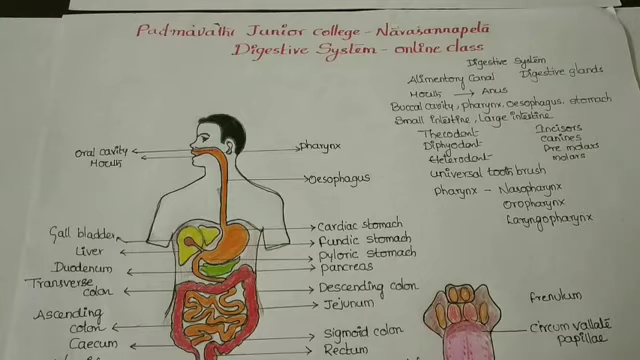 Padmavathi Junior college - Navasannapeta
Digestive System - online class
Digestive System
Alimentory Canal Digestive glands
Mouth → Anus
Buccal cavity, pharynx, oesophagus, stomach
Small intestine, Large intestine
Thecodont Incisors
Diphyodont canines
Heterodont Pre molars
molars
universal tooth brush
Pharynx - Nasopharynx
Oropharynx
Laryngopharynx
Oral cavity
Mouth
Pharynx
Oesophagus
Gall bladder
Liver
Duodenum
Transverse
colon
Ascending
colon
Caecum
Cardiac stomach
Fundic stomach
Pyloric stomach
pancreas
Descending colon
Jejunum
Sigmoid colon
Rectum
Frenulum
Circum vallate
papillae